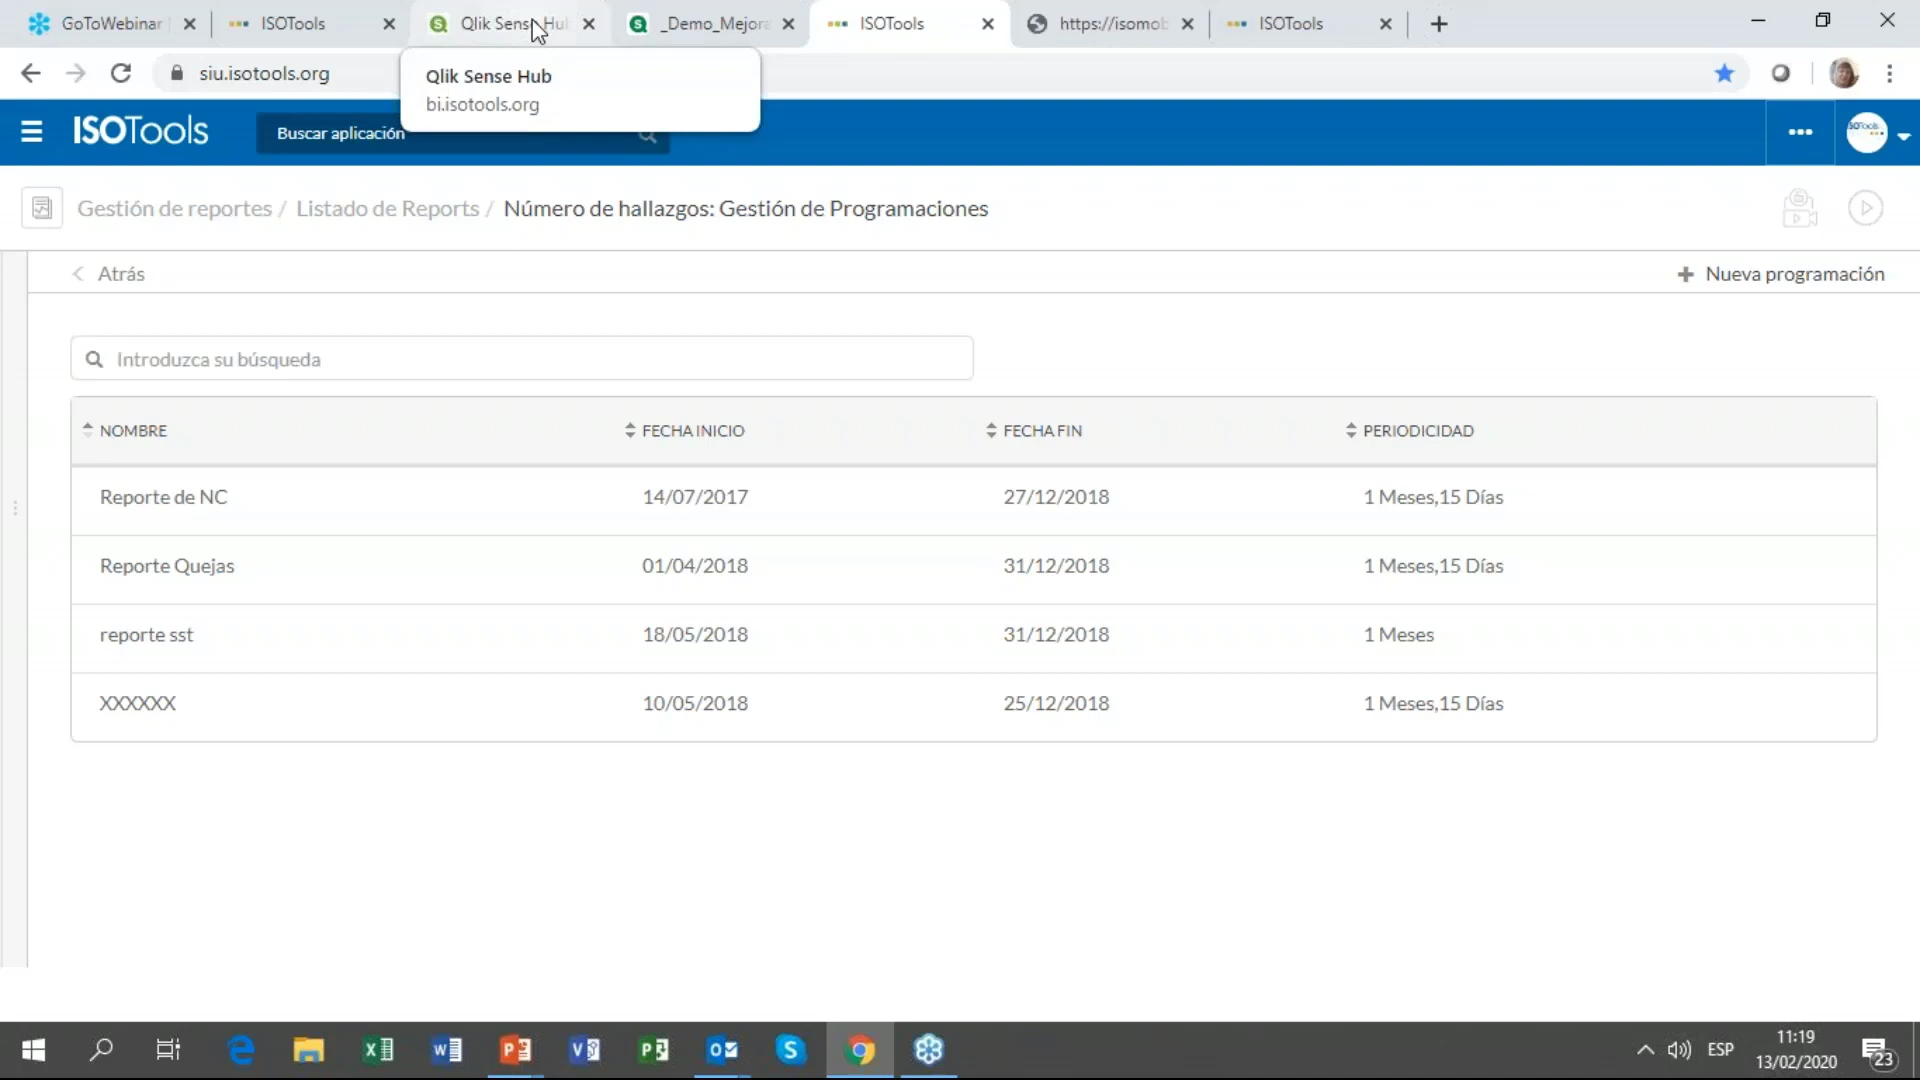 GoToWebinar
ISOTools
Qlik Sense Hub
_Demo_Mejora
ISOTools
https://isomob
ISOTools
siu.isotools.org
Qlik Sense Hub
bi.isotools.org
ISOTools
Buscar aplicación
Gestión de reportes / Listado de Reports / Número de hallazgos: Gestión de Programaciones
Atrás
+ Nueva programación
Introduzca su búsqueda
NOMBRE FECHA INICIO FECHA FIN PERIODICIDAD
Reporte de NC 14/07/2017 27/12/2018 1 Meses,15 Días
Reporte Quejas 01/04/2018 31/12/2018 1 Meses,15 Días
reporte sst 18/05/2018 31/12/2018 1 Meses
XXXXXX 10/05/2018 25/12/2018 1 Meses,15 Días
ESP
11:19
13/02/2020
23